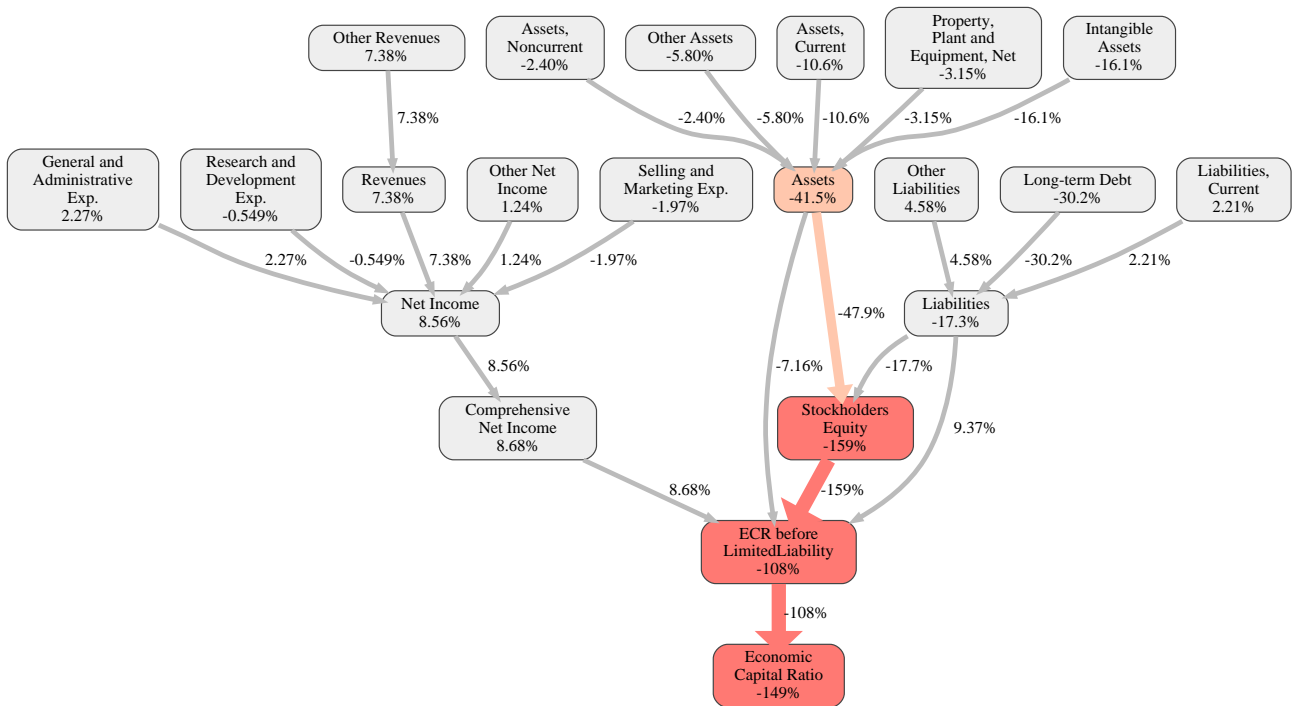 Other Revenues
7.38%
Assets,
Noncurrent
-2.40%
Other Assets
-5.80%
Assets,
Current
-10.6%
Property,
Plant and
Equipment, Net
-3.15%
Intangible
Assets
-16.1%
7.38%
-2.40%
-5.80%
-10.6%
-3.15%
-16.1%
General and
Administrative
Exp.
2.27%
Research and
Development
Exp.
-0.549%
Revenues
7.38%
Other Net
Income
1.24%
Selling and
Marketing Exp.
-1.97%
Assets
-41.5%
Other
Liabilities
4.58%
Long-term Debt
-30.2%
Liabilities,
Current
2.21%
2.27%
-0.549%
7.38%
1.24%
-1.97%
4.58%
-30.2%
2.21%
Net Income
8.56%
-47.9%
Liabilities
-17.3%
8.56%
-7.16%
-17.7%
Comprehensive
Net Income
8.68%
Stockholders
Equity
-159%
9.37%
8.68%
-159%
ECR before
LimitedLiability
-108%
-108%
Economic
Capital Ratio
-149%